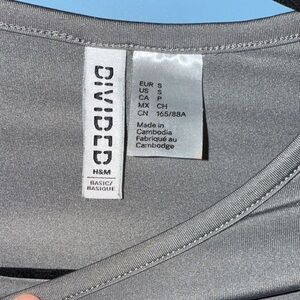 DIVIDED
H&M
BASIC/
BASIQUE
EUR S
US S
CA P
MX CH
CN 165/88A
Made in
Cambodia
Fabriqué au
Cambodge